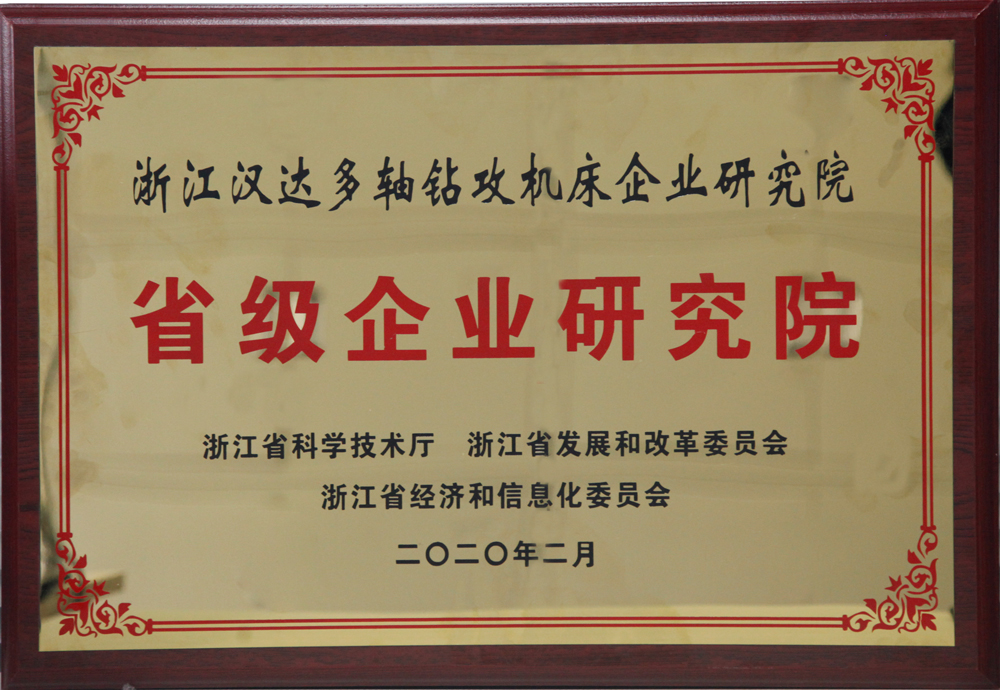 浙江汉达多轴钻攻机床企业研究院
省级企业研究院
浙江省科学技术厅 浙江省发展和改革委员会
浙江省经济和信息化委员会
二〇二〇年二月